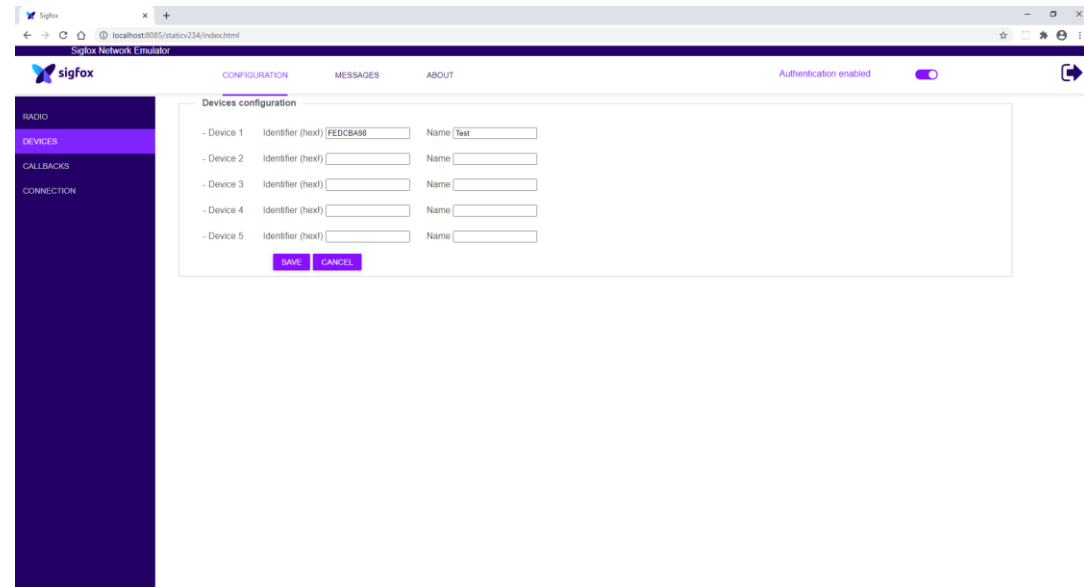 Sigfox
localhost:8085/staticv234/index.html
Sigfox Network Emulator
sigfox CONFIGURATION MESSAGES ABOUT Authentication enabled
RADIO
DEVICES
CALLBACKS
CONNECTION
Devices configuration
- Device 1 Identifier (hex!) FEDCBA98 Name Test
- Device 2 Identifier (hex!) Name
- Device 3 Identifier (hex!) Name
- Device 4 Identifier (hex!) Name
- Device 5 Identifier (hex!) Name
SAVE CANCEL